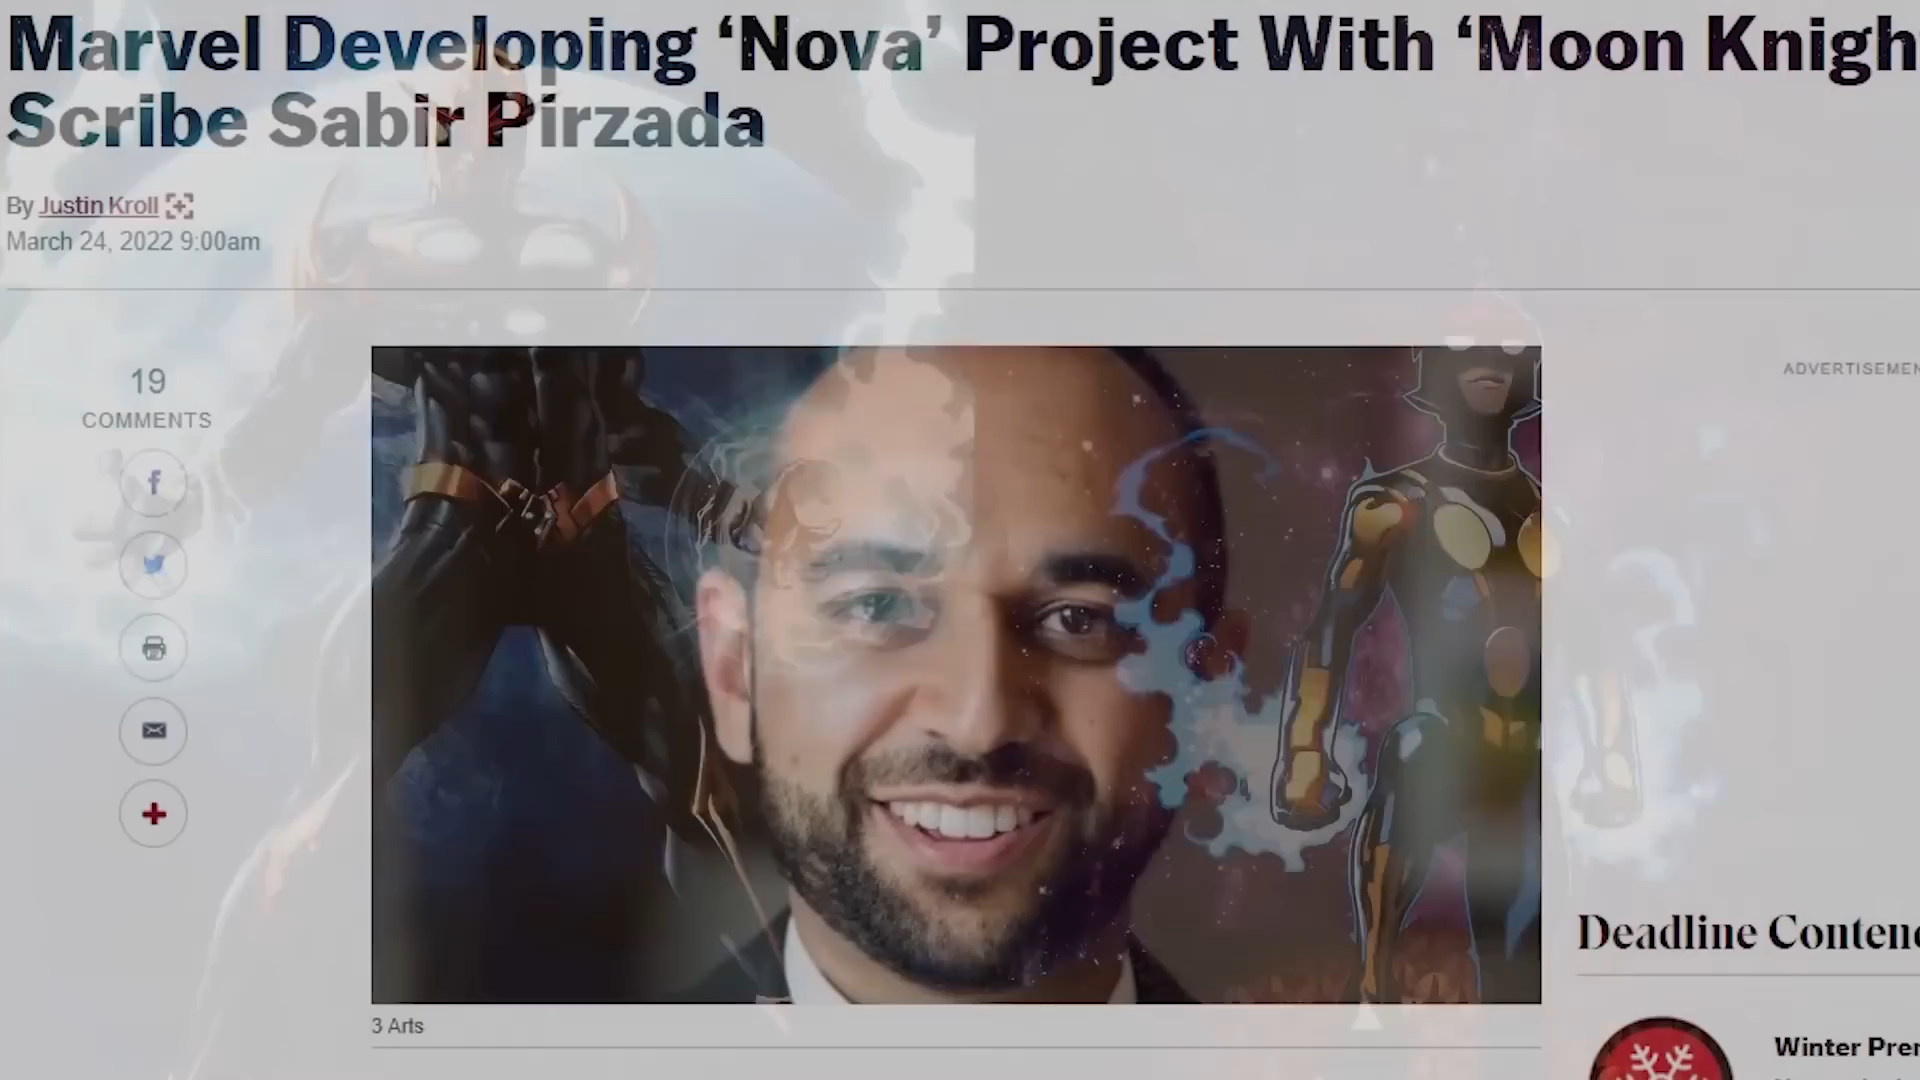 Marvel Developing ‘Nova’ Project With ‘Moon Knigh
Scribe Sabir Pirzada
By Justin Kroll
March 24, 2022 9:00am
19
COMMENTS
ADVERTISEMEN
3 Arts
Deadline Conten
Winter Prem